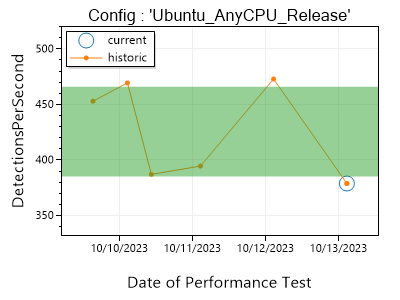 Config : 'Ubuntu_AnyCPU_Release'
current
historic
DetectionsPerSecond
500
450
400
350
10/10/2023
10/11/2023
10/12/2023
10/13/2023
Date of Performance Test